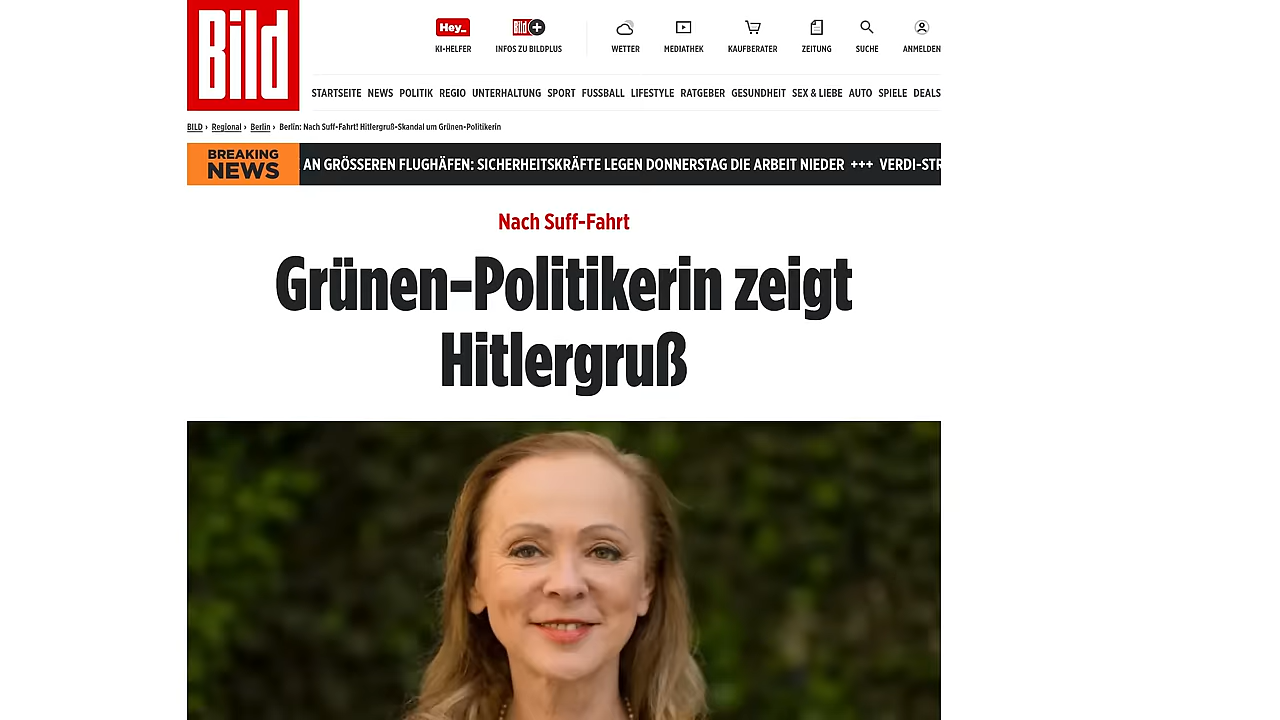 Bild
Hey_
Bild +
KI-HELFER INFOS ZU BILDPLUS WETTER MEDIATHEK KAUFBERATER ZEITUNG SUCHE ANMELDEN
STARTSEITE NEWS POLITIK REGIO UNTERHALTUNG SPORT FUSSBALL LIFESTYLE RATGEBER GESUNDHEIT SEX & LIEBE AUTO SPIELE DEALS
BILD › Regional › Berlin › Berlin: Nach Suff-Fahrt! Hitlergruß-Skandal um Grünen-Politikerin
BREAKING
NEWS
AN GRÖSSEREN FLUGHÄFEN: SICHERHEITSKRÄFTE LEGEN DONNERSTAG DIE ARBEIT NIEDER +++ VERDI-STR
Nach Suff-Fahrt
Grünen-Politikerin zeigt
Hitlergruß